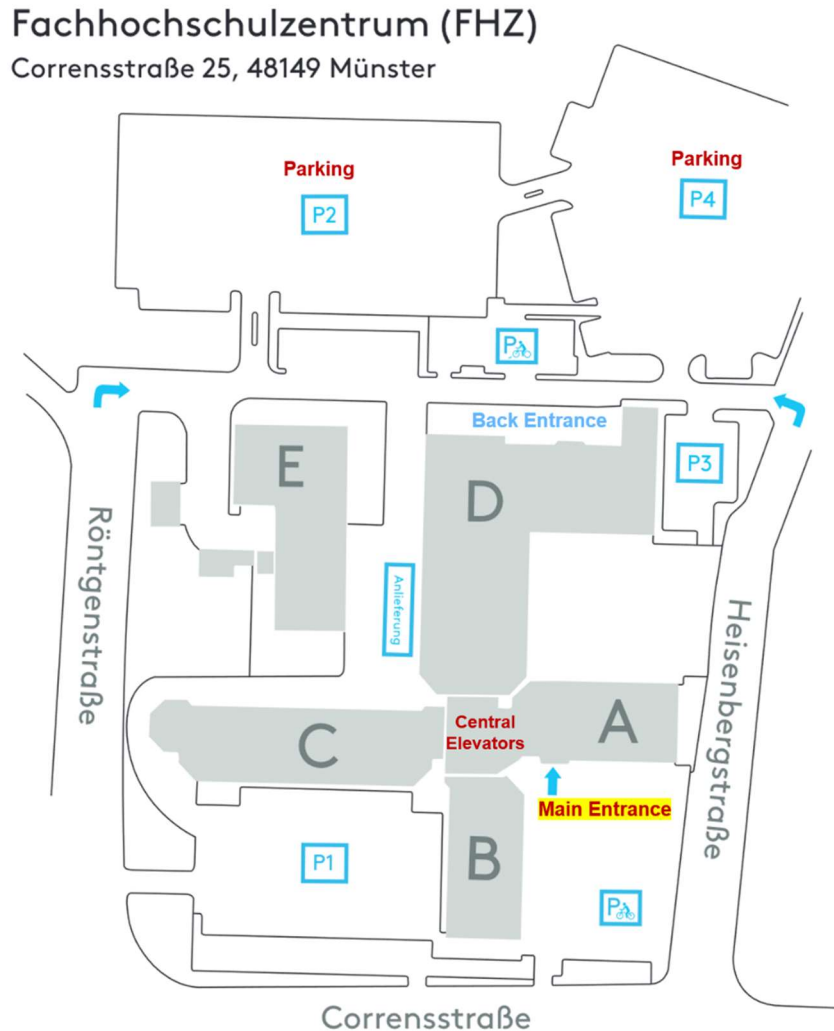 Fachhochschulzentrum (FHZ)
Corrensstraße 25, 48149 Münster
Parking
P2
Parking
P4
P
Back Entrance
E
D
P3
Röntgenstraße
Anlieferung
Heisenbergstraße
C
Central
Elevators
A
Main Entrance
P1
B
P
Corrensstraße